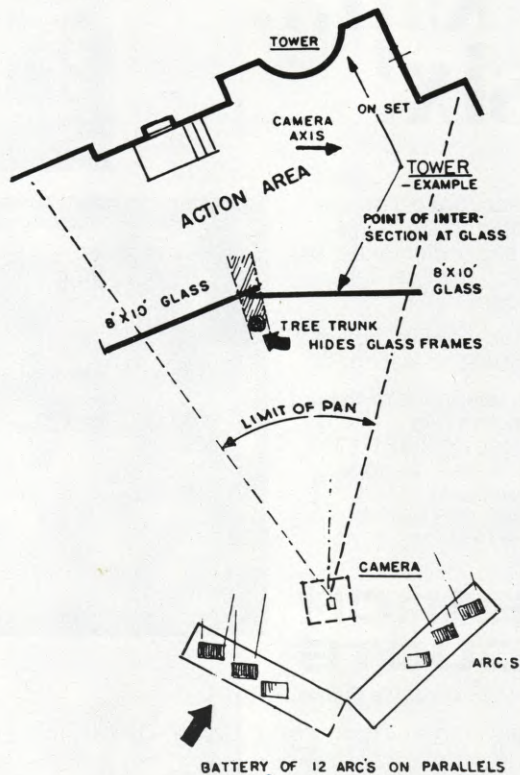 TOWER
ON SET
CAMERA
AXIS
TOWER
- EXAMPLE
ACTION AREA
POINT OF INTER-
SECTION AT GLASS
8'X10' GLASS
8'X10'
GLASS
TREE TRUNK
HIDES GLASS FRAMES
LIMIT OF PAN
CAMERA
ARC'S
BATTERY OF 12 ARC'S ON PARALLELS